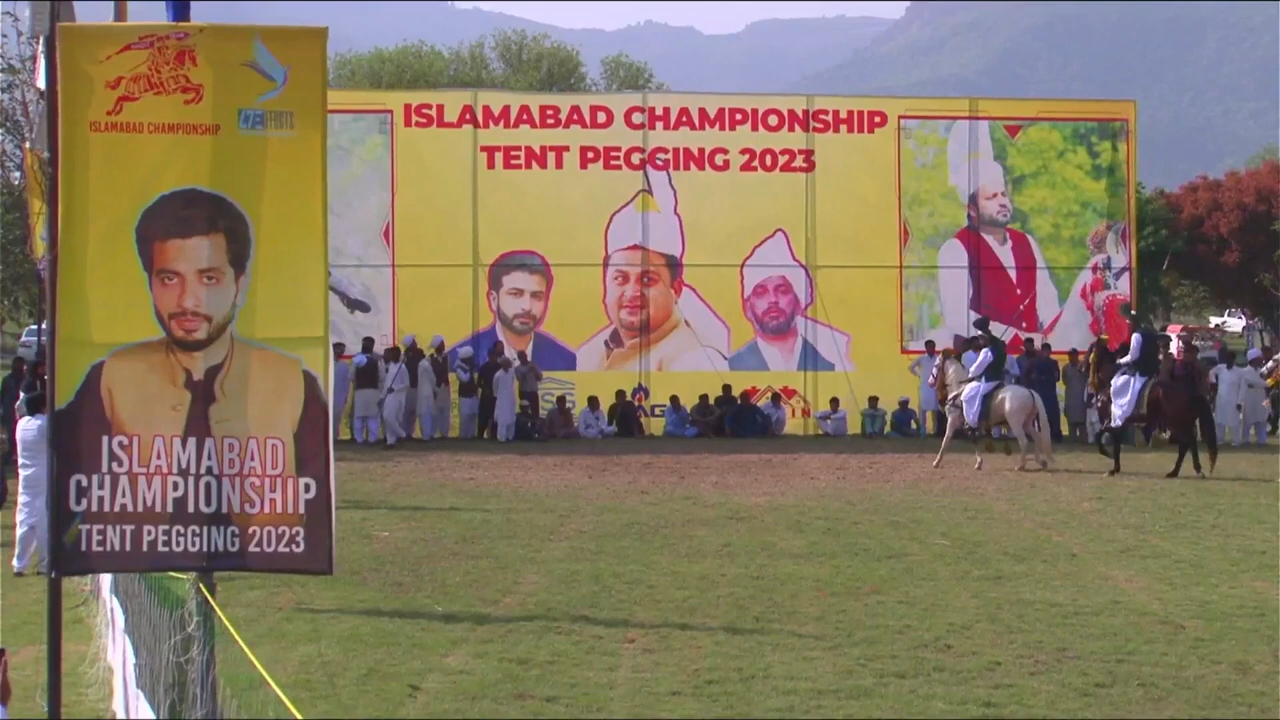 ISLAMABAD CHAMPIONSHIP
ISLAMABAD
CHAMPIONSHIP
TENT PEGGING 2023
ISLAMABAD CHAMPIONSHIP
TENT PEGGING 2023